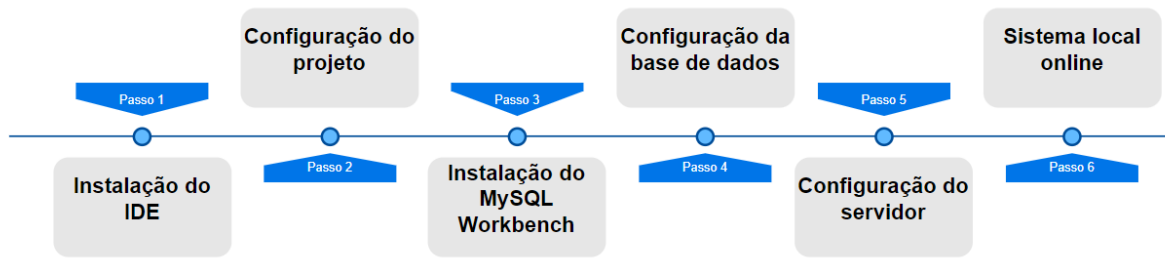 Configuração do
projeto
Configuração da
base de dados
Sistema local
online
Passo 1
Passo 3
Passo 5
Passo 2
Passo 4
Passo 6
Instalação do
IDE
Instalação do
MySQL
Workbench
Configuração do
servidor